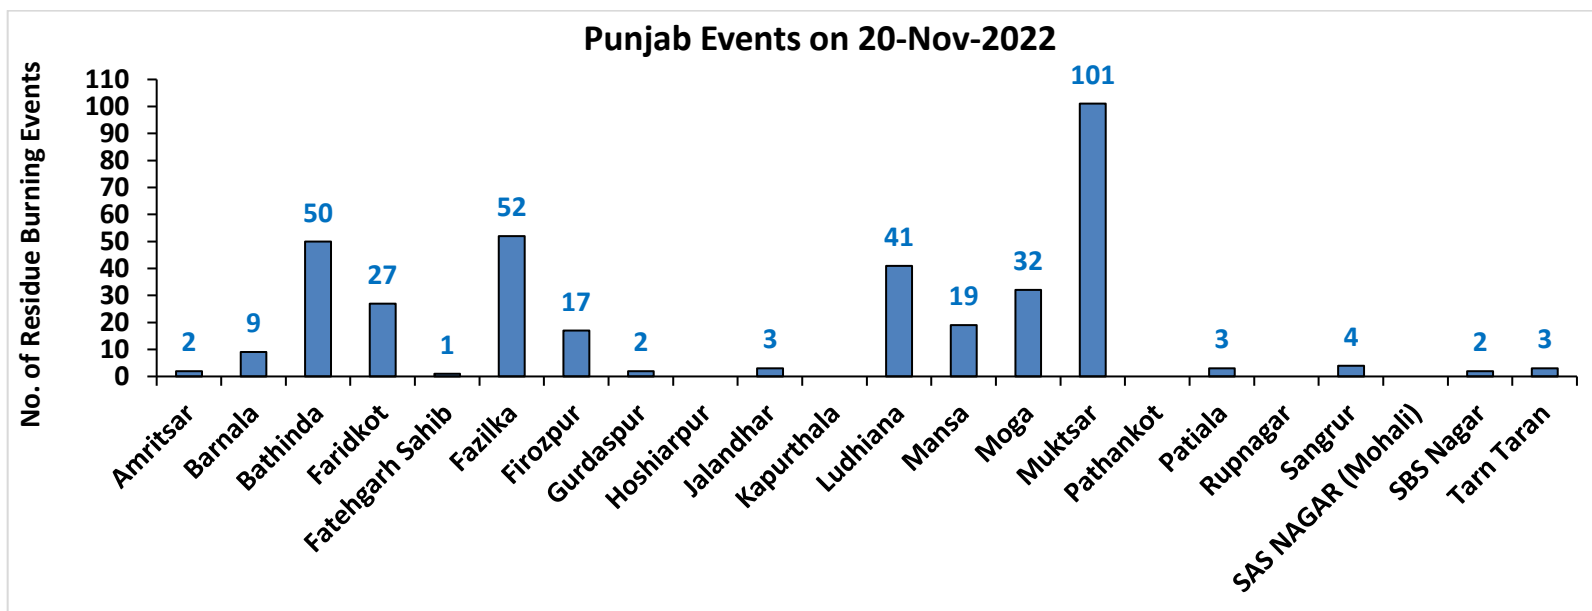 Punjab Events on 20-Nov-2022
No. of Residue Burning Events
110
100
90
80
70
60
50
40
30
20
10
0
2
9
50
27
1
52
17
2
3
41
19
32
101
3
4
2
3
Amritsar
Barnala
Bathinda
Faridkot
Fatehgarh Sahib
Fazilka
Firozpur
Gurdaspur
Hoshiarpur
Jalandhar
Kapurthala
Ludhiana
Mansa
Moga
Muktsar
Pathankot
Patiala
Rupnagar
Sangrur
SAS NAGAR (Mohali)
SBS Nagar
Tarn Taran